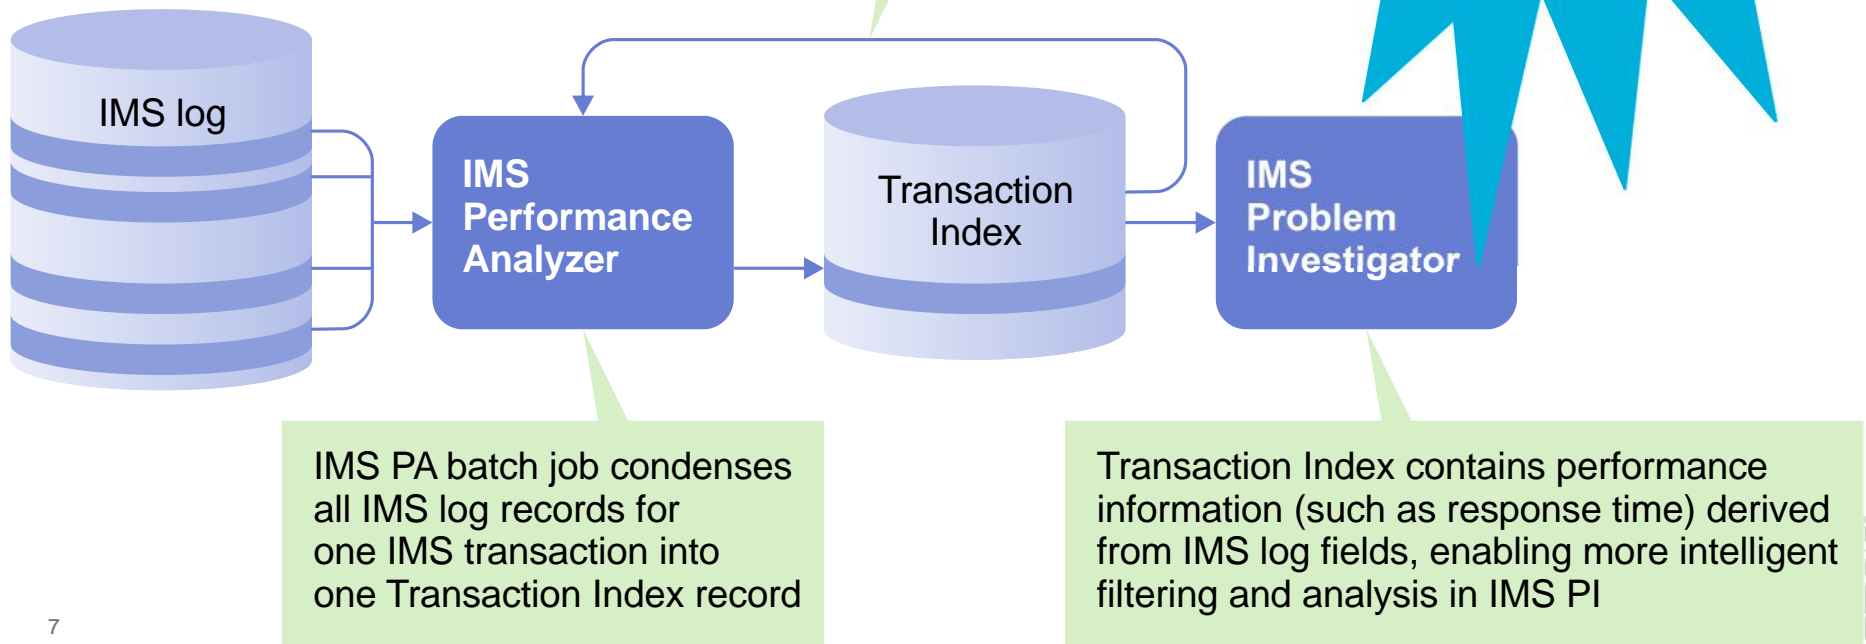 IMS log
IMS
Performance
Analyzer
Transaction
Index
IMS
Problem
Investigator
IMS PA batch job condenses
all IMS log records for
one IMS transaction into
one Transaction Index record
Transaction Index contains performance
information (such as response time) derived
from IMS log fields, enabling more intelligent
filtering and analysis in IMS PI
7